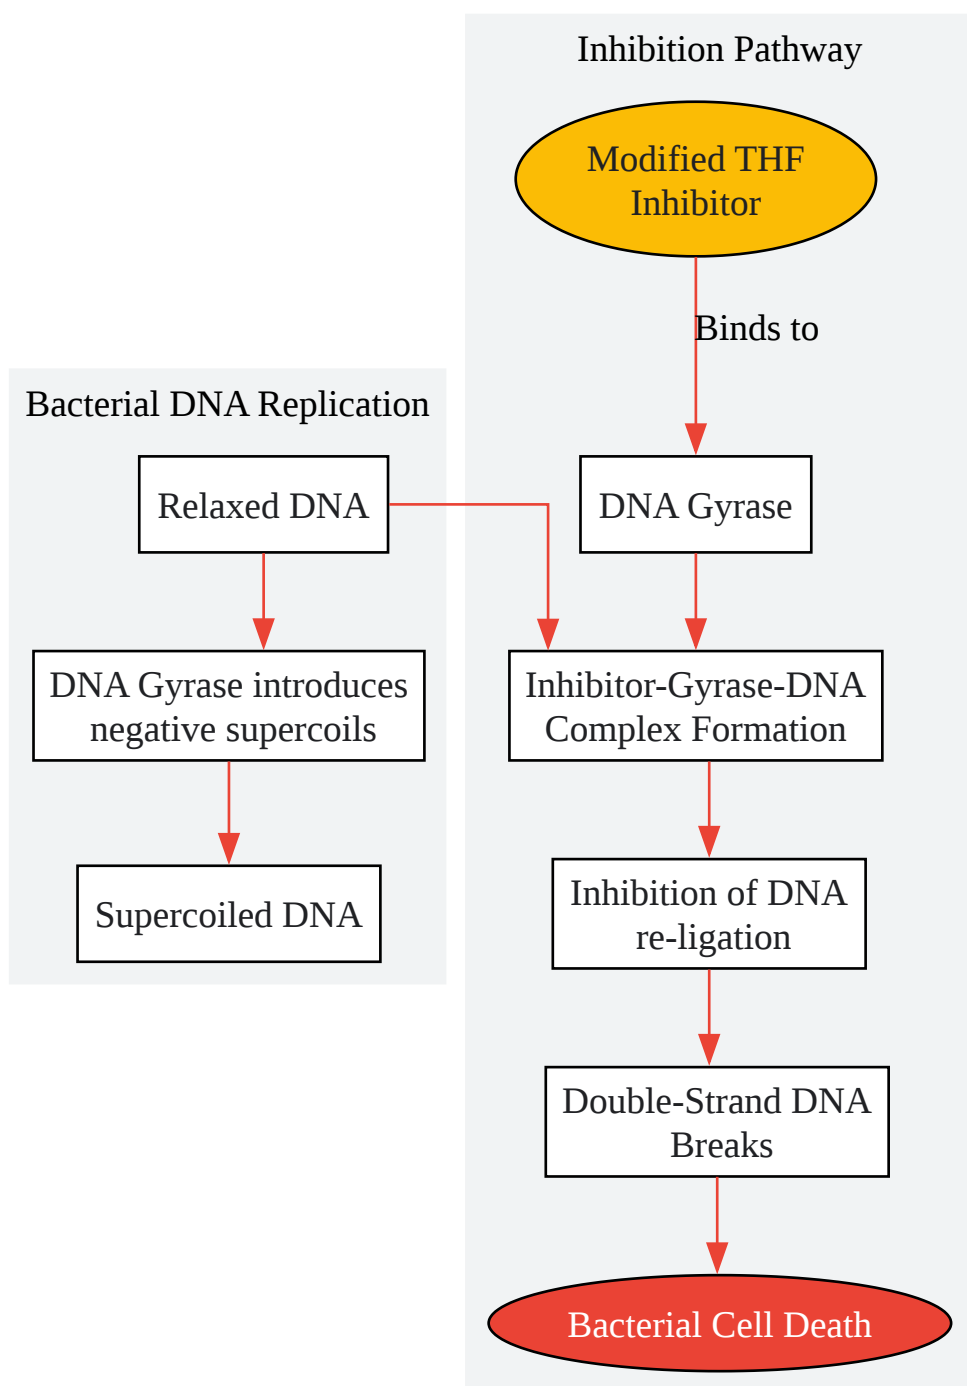 Inhibition Pathway
Modified THF
Inhibitor
Binds to
Bacterial DNA Replication
Relaxed DNA
DNA Gyrase
DNA Gyrase introduces
negative supercoils
Inhibitor-Gyrase-DNA
Complex Formation
Supercoiled DNA
Inhibition of DNA
re-ligation
Double-Strand DNA
Breaks
Bacterial Cell Death